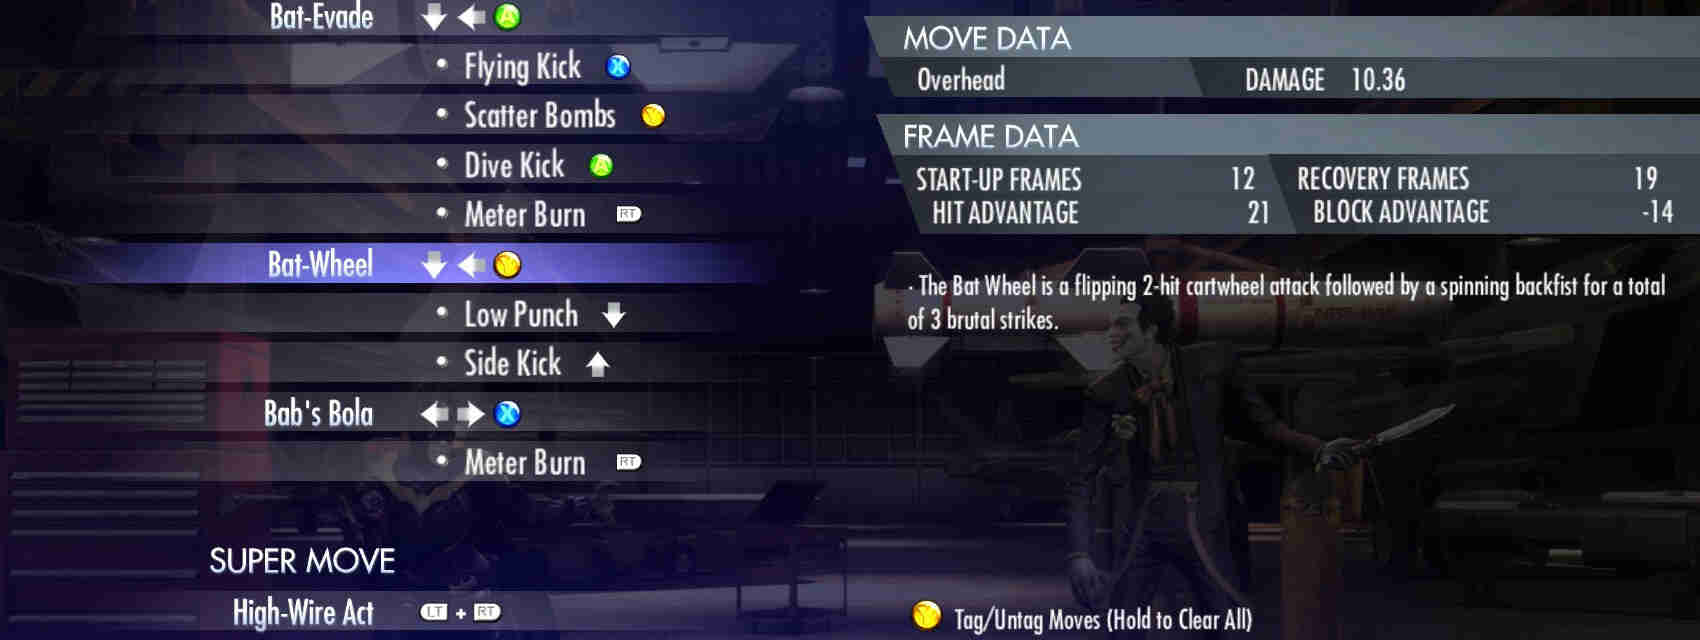 Bat-Evade A
• Flying Kick X
• Scatter Bombs Y
• Dive Kick A
• Meter Burn RT
Bat-Wheel Y
• Low Punch
• Side Kick
Bab's Bola X
• Meter Burn RT
SUPER MOVE
High-Wire Act LT + RT
MOVE DATA
Overhead DAMAGE 10.36
FRAME DATA
START-UP FRAMES 12 RECOVERY FRAMES 19
HIT ADVANTAGE 21 BLOCK ADVANTAGE -14
· The Bat Wheel is a flipping 2-hit cartwheel attack followed by a spinning backfist for a total
of 3 brutal strikes.
Y Tag/Untag Moves (Hold to Clear All)